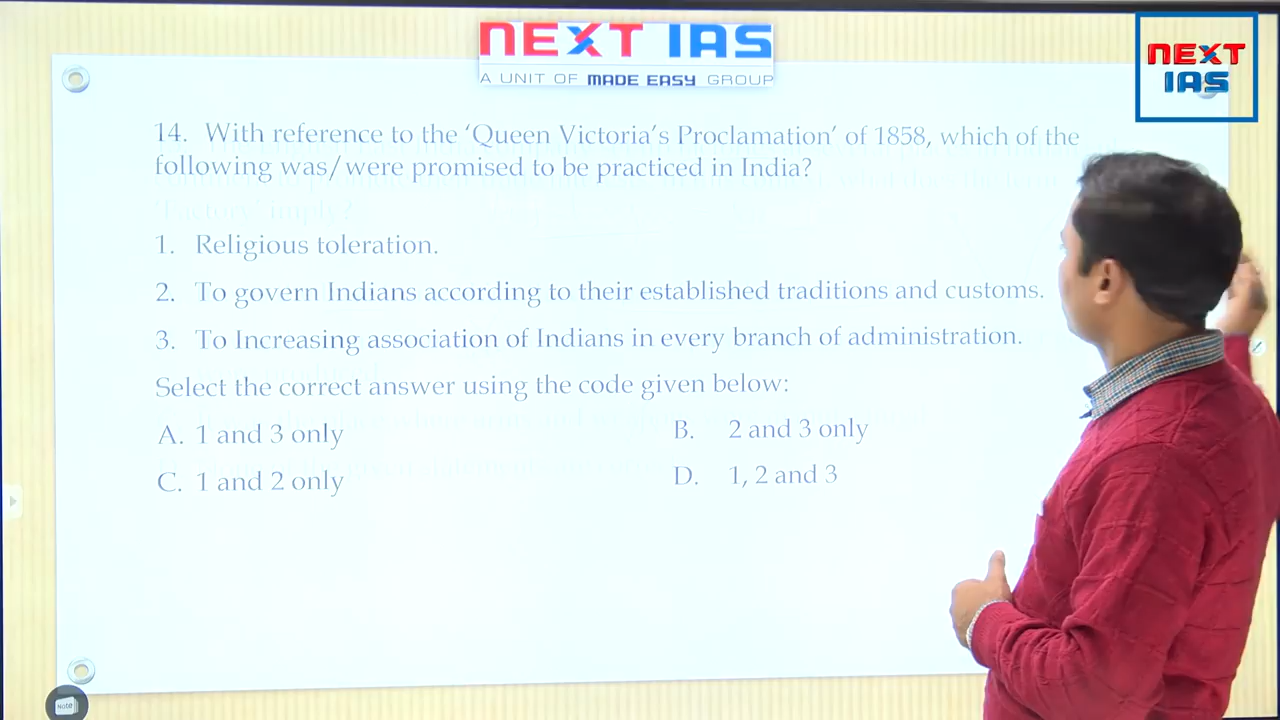 NEXT IAS
A UNIT OF MADE EASY GROUP
NEXT
IAS
14. With reference to the ‘Queen Victoria’s Proclamation’ of 1858, which of the
following was/were promised to be practiced in India?
1. Religious toleration.
2. To govern Indians according to their established traditions and customs.
3. To Increasing association of Indians in every branch of administration.
Select the correct answer using the code given below:
A. 1 and 3 only
B. 2 and 3 only
C. 1 and 2 only
D. 1, 2 and 3
Note